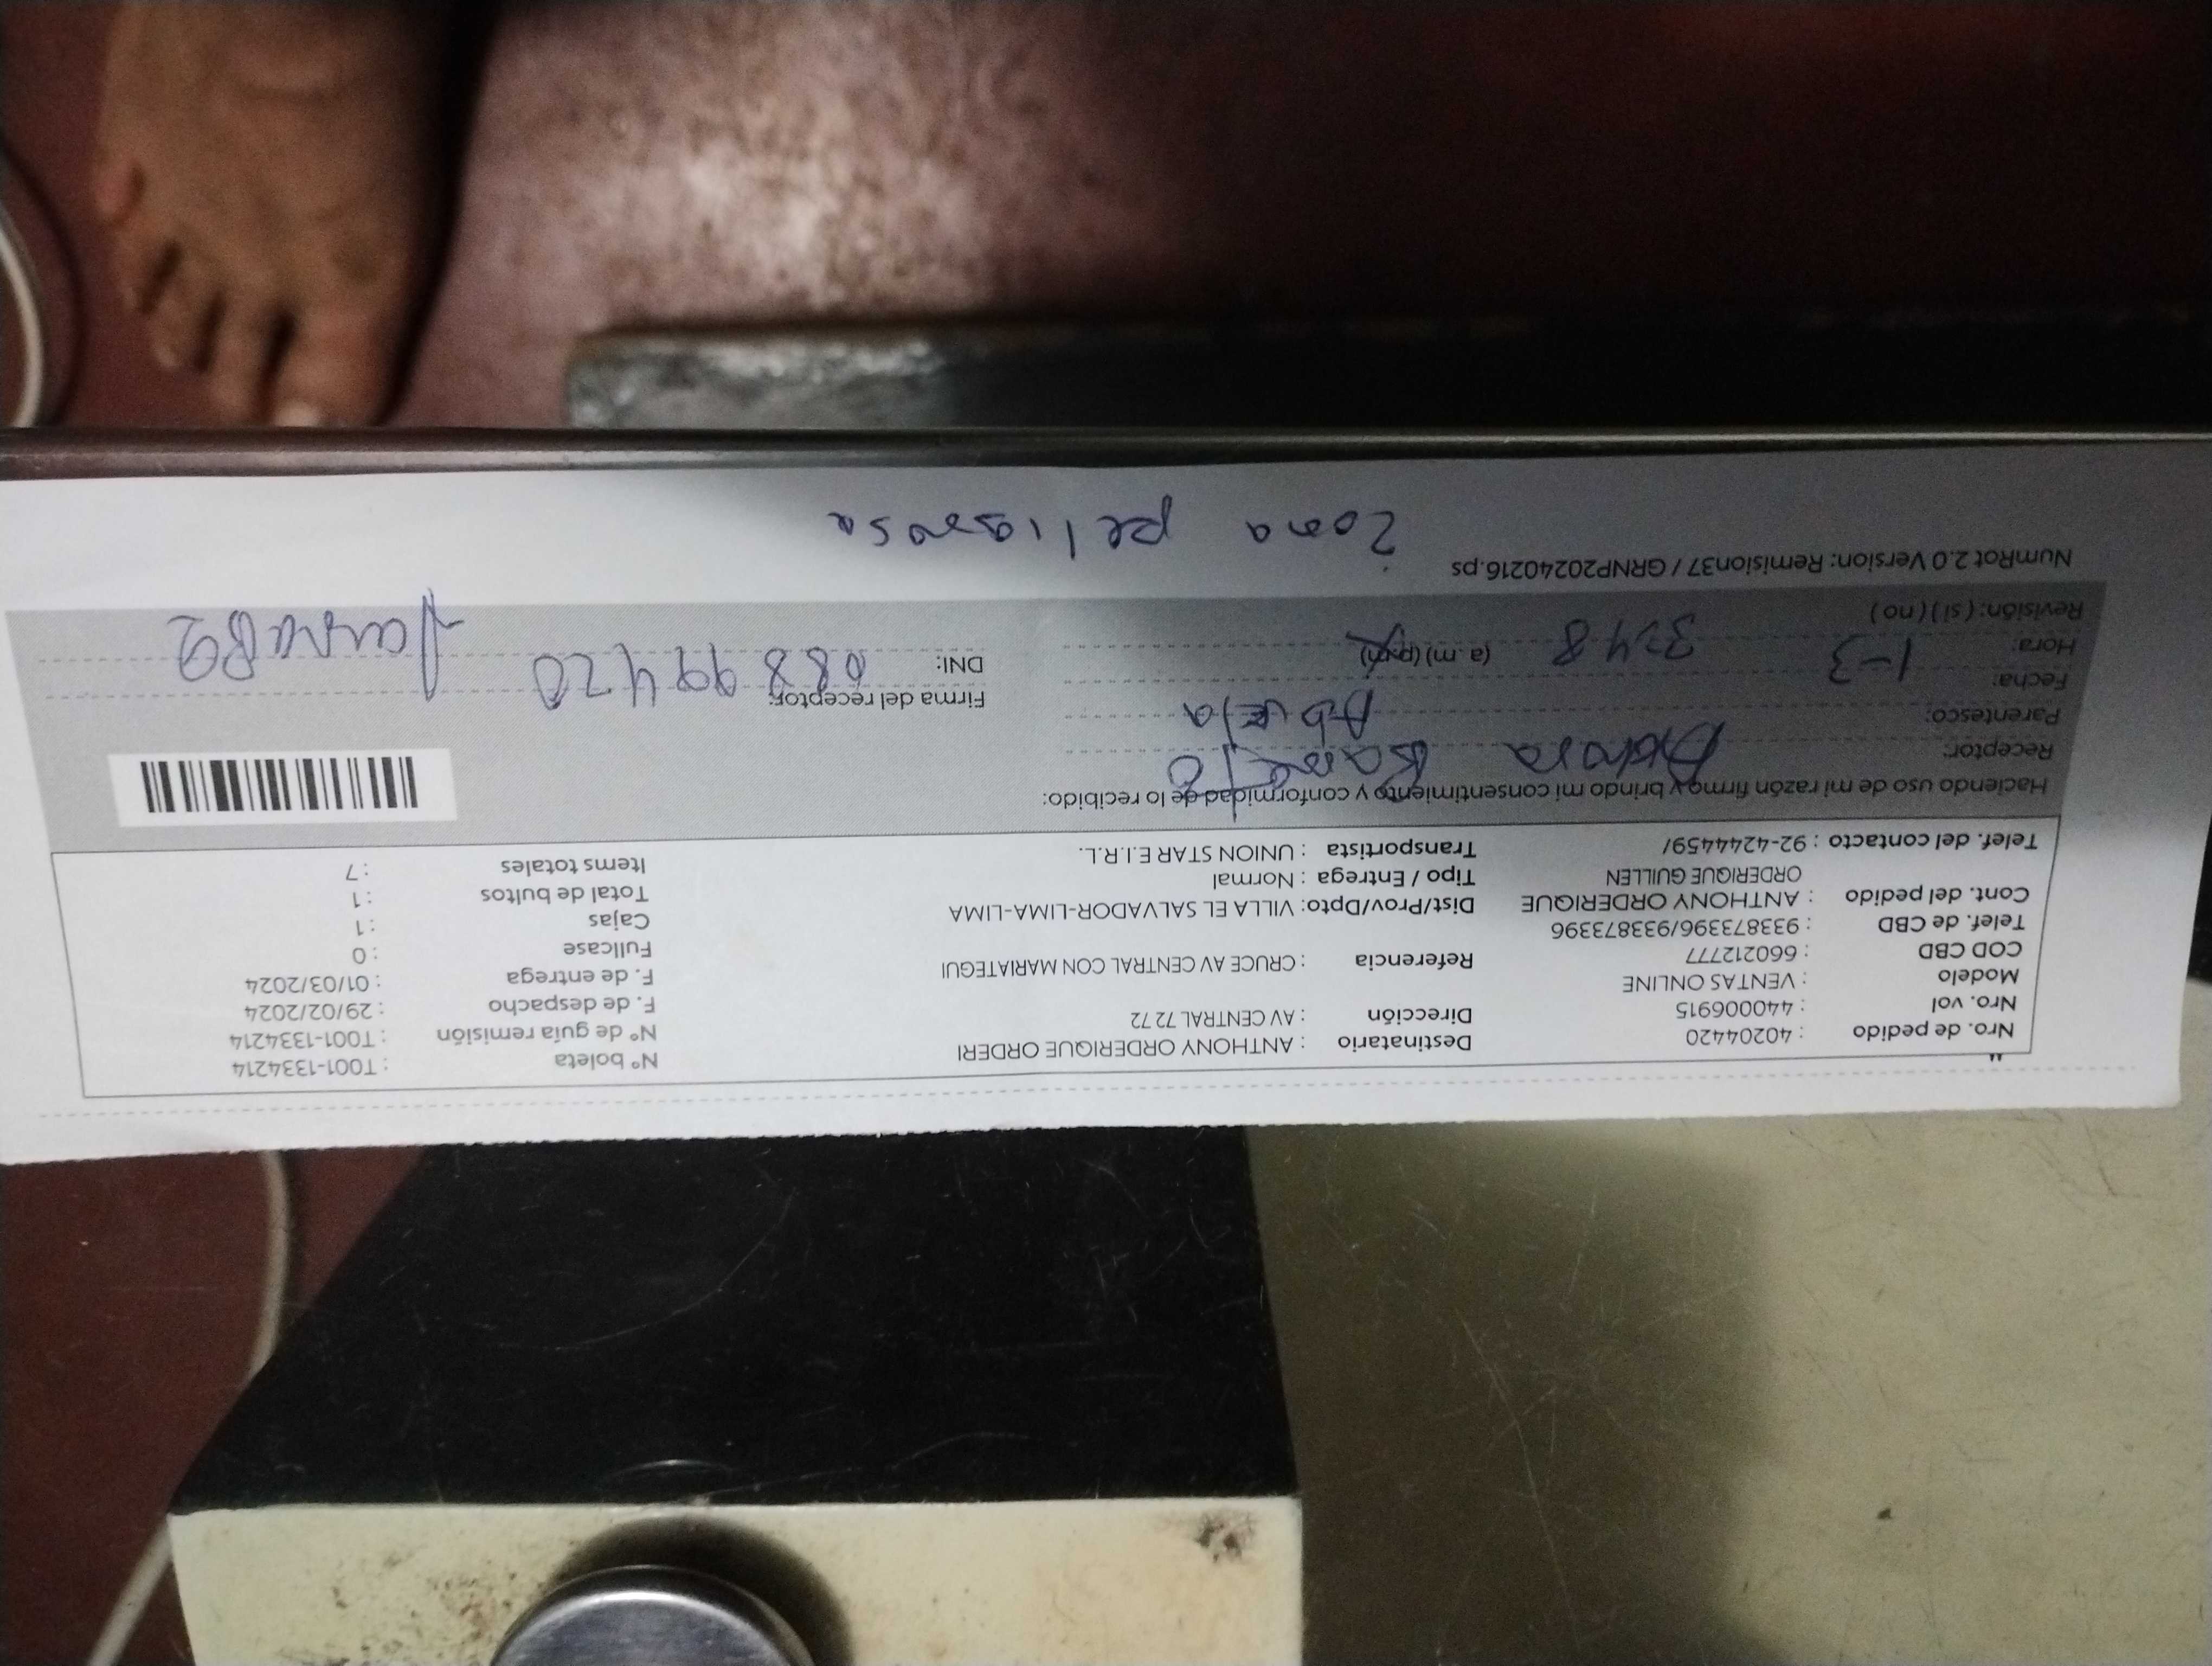 Nro. de pedido : 40204420
Nro. vol : 440006915
Modelo : VENTAS ONLINE
COD CBD : 660212777
Telef. de CBD : 933873396/933873396
Cont. del pedido : ANTHONY ORDERIQUE
ORDERIQUE GUILLEN
Telef. del contacto : 92-4244459/
Destinatario : ANTHONY ORDERIQUE ORDERI
Dirección : AV CENTRAL 72 72
Referencia : CRUCE AV CENTRAL CON MARIATEGUI
Dist/Prov/Dpto: VILLA EL SALVADOR-LIMA-LIMA
Tipo / Entrega : Normal
Transportista : UNION STAR E.I.R.L.
N° boleta : T001-1334214
N° de guia remisión : T001-1334214
F. de despacho : 29/02/2024
F. de entrega : 01/03/2024
Fullcase : 0
Cajas : 1
Total de bultos : 1
Items totales : 7
Haciendo uso de mi razón firmo y brindo mi consentimiento y conformidad de lo recibido:
Receptor:
Parentesco: Abuela
Fecha: 1-3
Hora: 3:48 (a.m) (p.m)
Revisión: (si) (no)
Firma del receptor:
DNI: 08899420
NumRot 2.0 Version: Remision37 / GRNP20240216.ps
Zona peligrosa